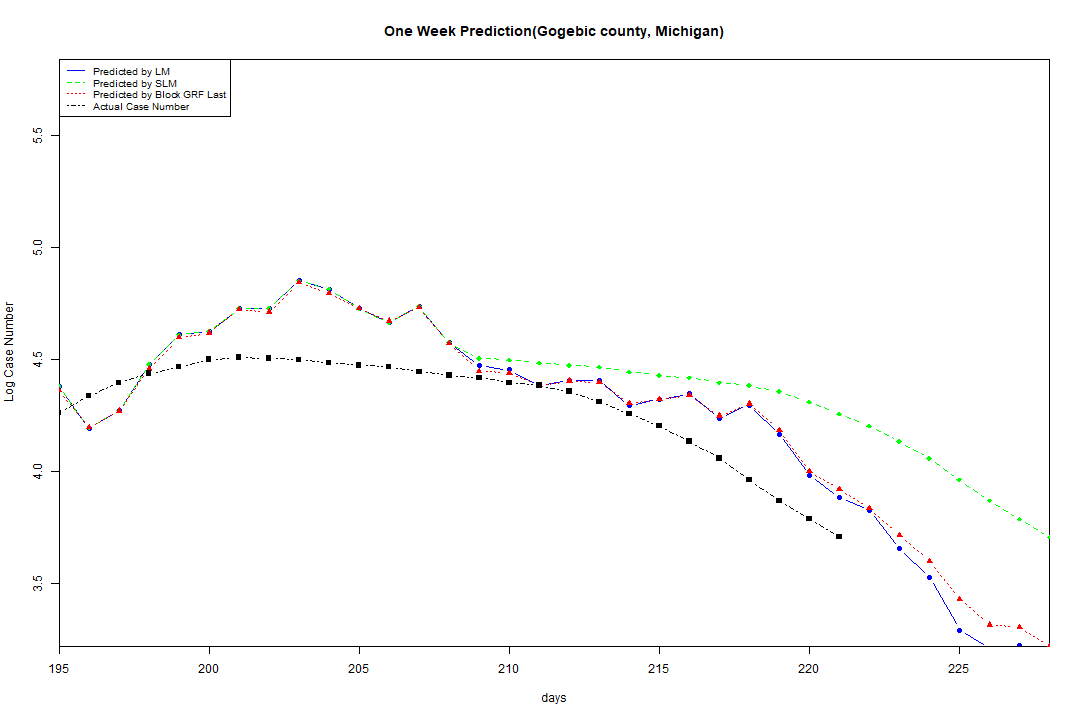 One Week Prediction(Gogebic county, Michigan)
Predicted by LM
Predicted by SLM
Predicted by Block GRF Last
Actual Case Number
5.5
5.0
4.5
4.0
3.5
Log Case Number
195 200 205 210 215 220 225
days